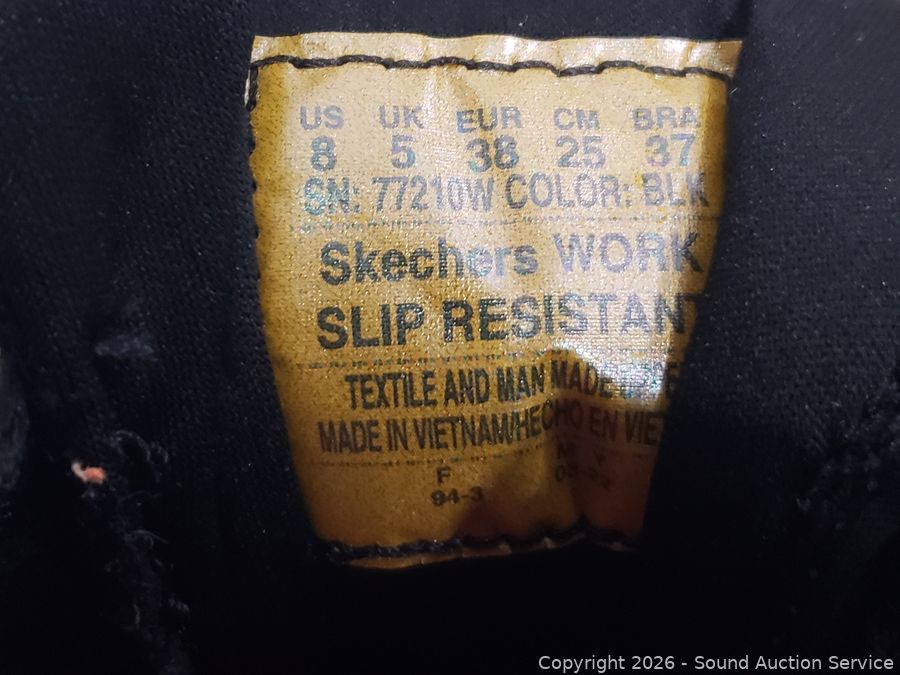 US UK EUR CM BRA
8 5 38 25 37
SN: 77210W COLOR: BLK
Skechers WORK
SLIP RESISTANT
TEXTILE AND MAN MADE
MADE IN VIETNAM/HECHO EN VIE
F M Y
94-3
Copyright 2026 - Sound Auction Service